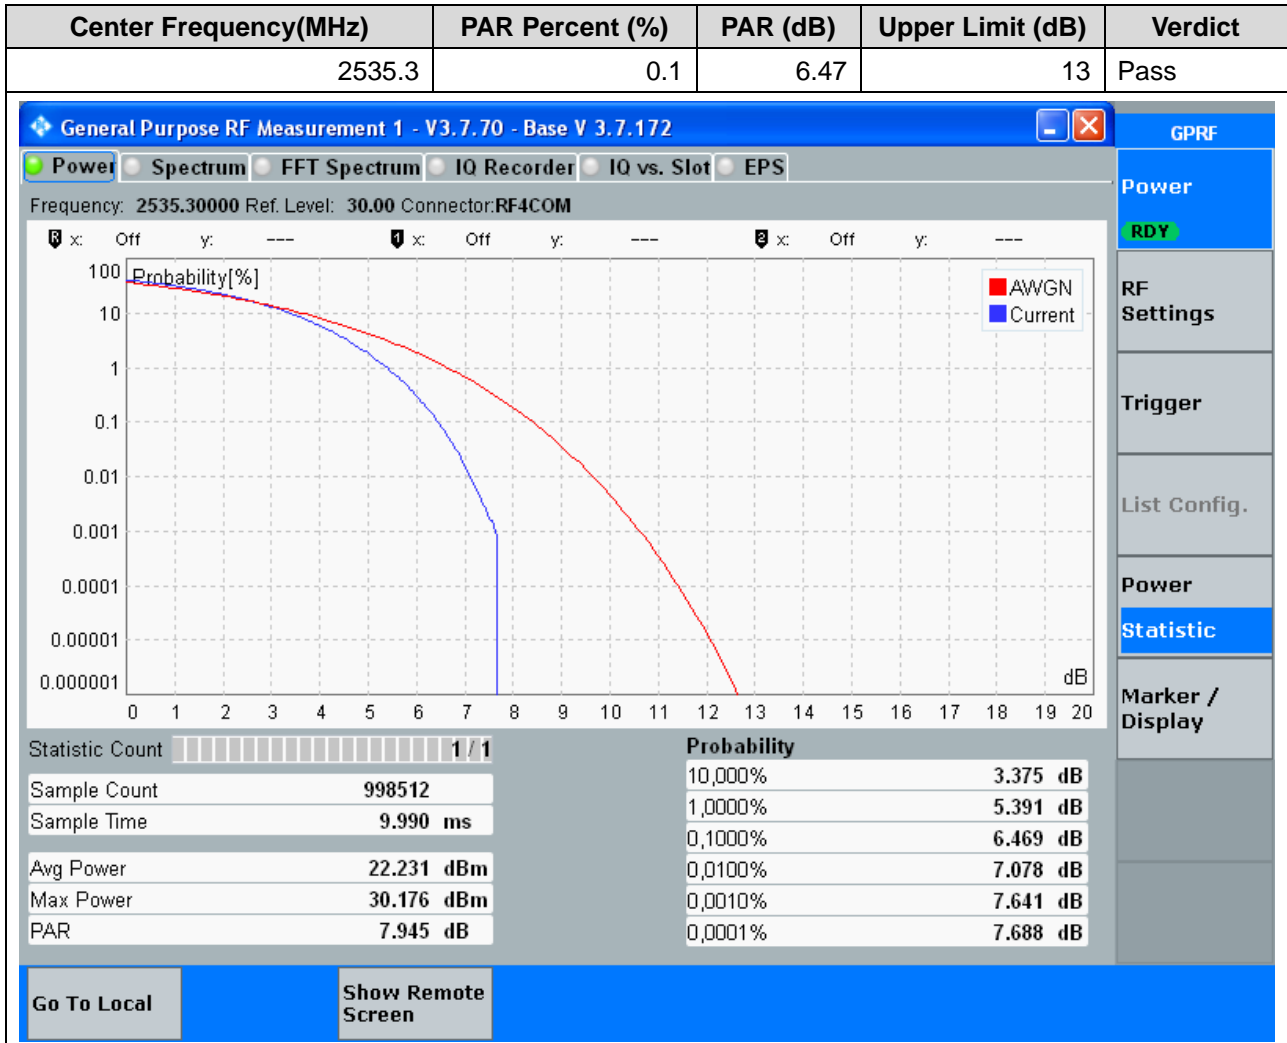 Center Frequency(MHz) PAR Percent (%) PAR (dB) Upper Limit (dB) Verdict
2535.3 0.1 6.47 13 Pass
General Purpose RF Measurement 1 - V3.7.70 - Base V 3.7.172
GPRF
Power Spectrum FFT Spectrum IQ Recorder IQ vs. Slot EPS
Power
RDY
Frequency: 2535.30000 Ref. Level: 30.00 Connector:RF4COM
R x: Off y: --- 1 x: Off y: --- 2 x: Off y: ---
Probability[%]
AWGN
Current
100
10
1
0.1
0.01
0.001
0.0001
0.00001
0.000001
dB
0 1 2 3 4 5 6 7 8 9 10 11 12 13 14 15 16 17 18 19 20
RF
Settings
Trigger
List Config.
Power
Statistic
Marker /
Display
Statistic Count 1 / 1
Sample Count 998512
Sample Time 9.990 ms
Avg Power 22.231 dBm
Max Power 30.176 dBm
PAR 7.945 dB
Probability
10,000% 3.375 dB
1,0000% 5.391 dB
0,1000% 6.469 dB
0,0100% 7.078 dB
0,0010% 7.641 dB
0,0001% 7.688 dB
Go To Local
Show Remote
Screen